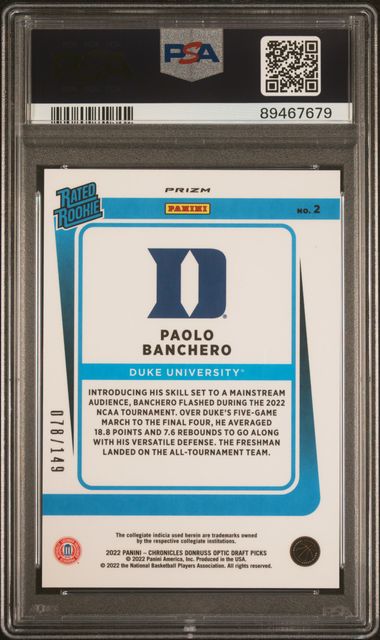 PSA
89467679
RATED ROOKIE
PRIZM
PANINI
NO. 2
D
PAOLO
BANCHERO
DUKE UNIVERSITY
INTRODUCING HIS SKILL SET TO A MAINSTREAM
AUDIENCE, BANCHERO FLASHED DURING THE 2022
NCAA TOURNAMENT. OVER DUKE'S FIVE-GAME
MARCH TO THE FINAL FOUR, HE AVERAGED
18.8 POINTS AND 7.6 REBOUNDS TO GO ALONG
WITH HIS VERSATILE DEFENSE. THE FRESHMAN
LANDED ON THE ALL-TOURNAMENT TEAM.
078/149
The collegiate indicia used herein are trademarks owned
by the respective collegiate institutions.
2022 PANINI – CHRONICLES DONRUSS OPTIC DRAFT PICKS
© 2022 Panini America, Inc. Produced in the USA.
© 2022 the National Basketball Players Association. All rights reserved.